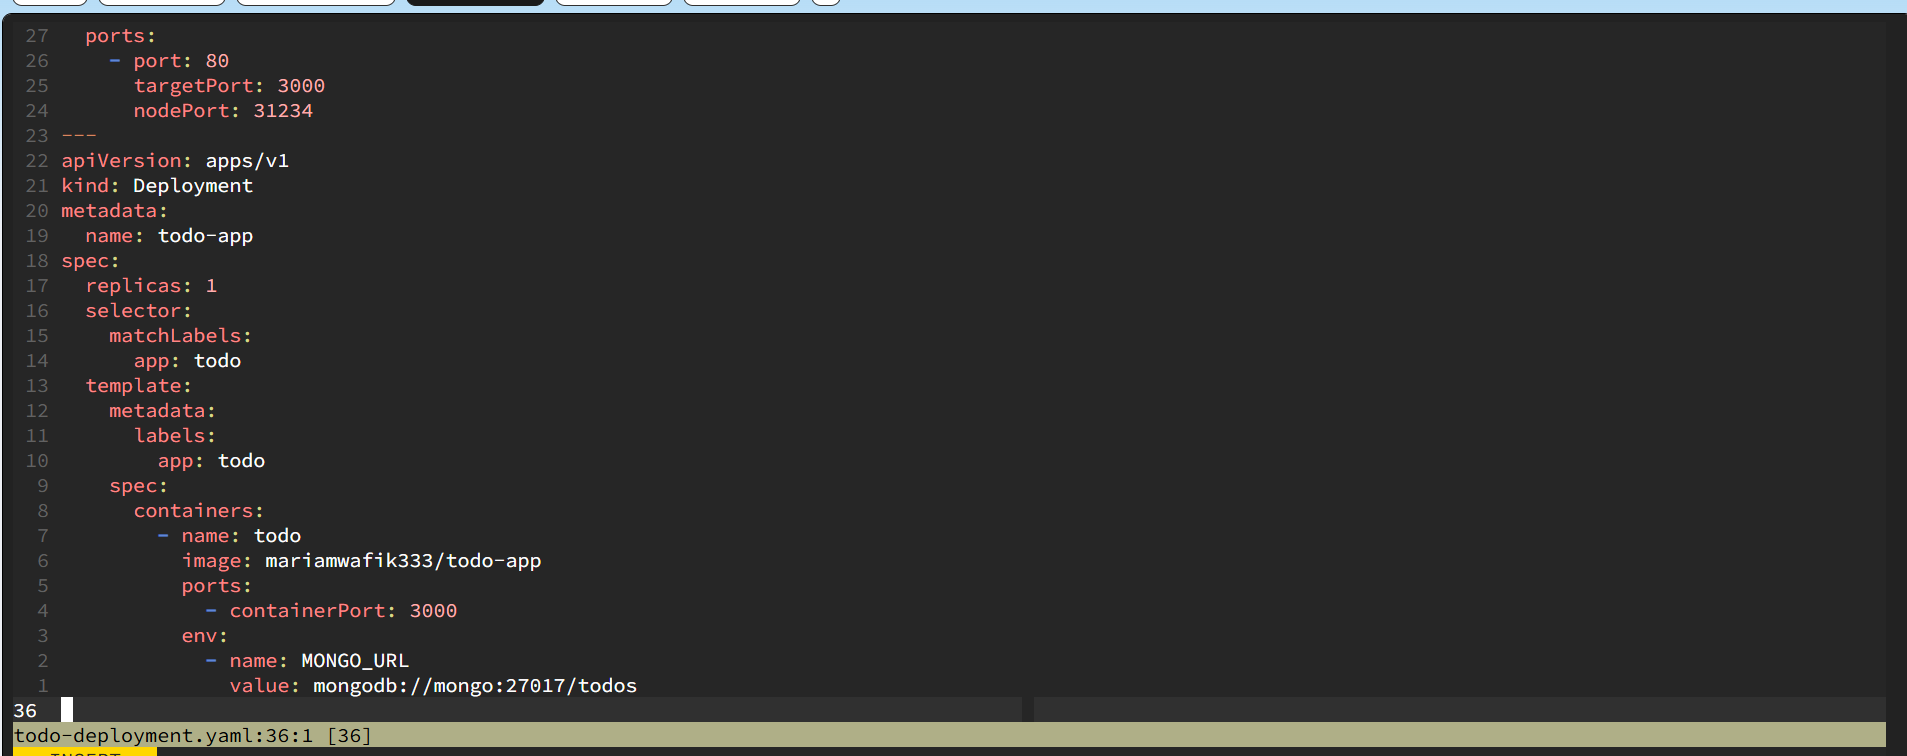 27 ports:
26 - port: 80
25 targetPort: 3000
24 nodePort: 31234
23 ---
22 apiVersion: apps/v1
21 kind: Deployment
20 metadata:
19 name: todo-app
18 spec:
17 replicas: 1
16 selector:
15 matchLabels:
14 app: todo
13 template:
12 metadata:
11 labels:
10 app: todo
9 spec:
8 containers:
7 - name: todo
6 image: mariamwafik333/todo-app
5 ports:
4 - containerPort: 3000
3 env:
2 - name: MONGO_URL
1 value: mongodb://mongo:27017/todos
36
todo-deployment.yaml:36:1 [36]